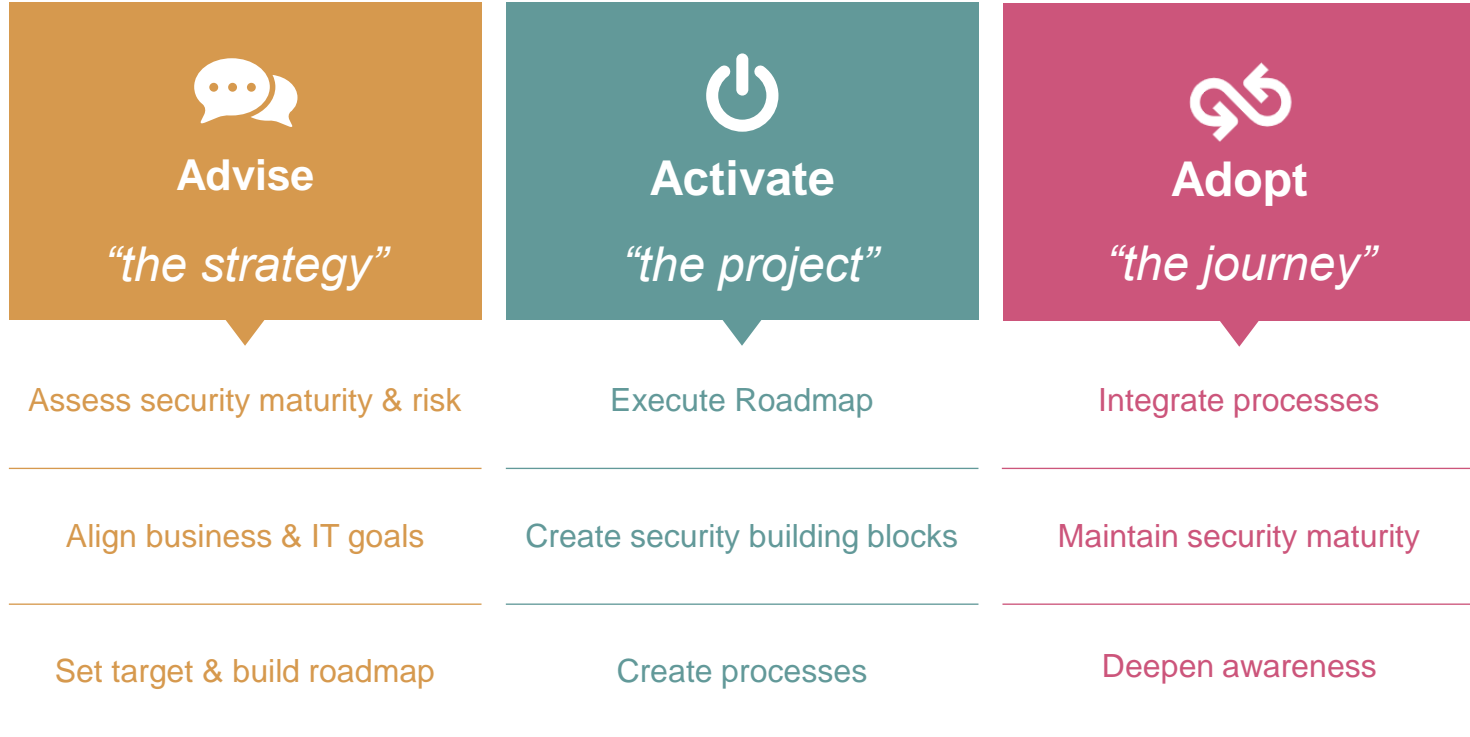 Advise
“the strategy”
Assess security maturity & risk
Align business & IT goals
Set target & build roadmap
Activate
“the project”
Execute Roadmap
Create security building blocks
Create processes
Adopt
“the journey”
Integrate processes
Maintain security maturity
Deepen awareness